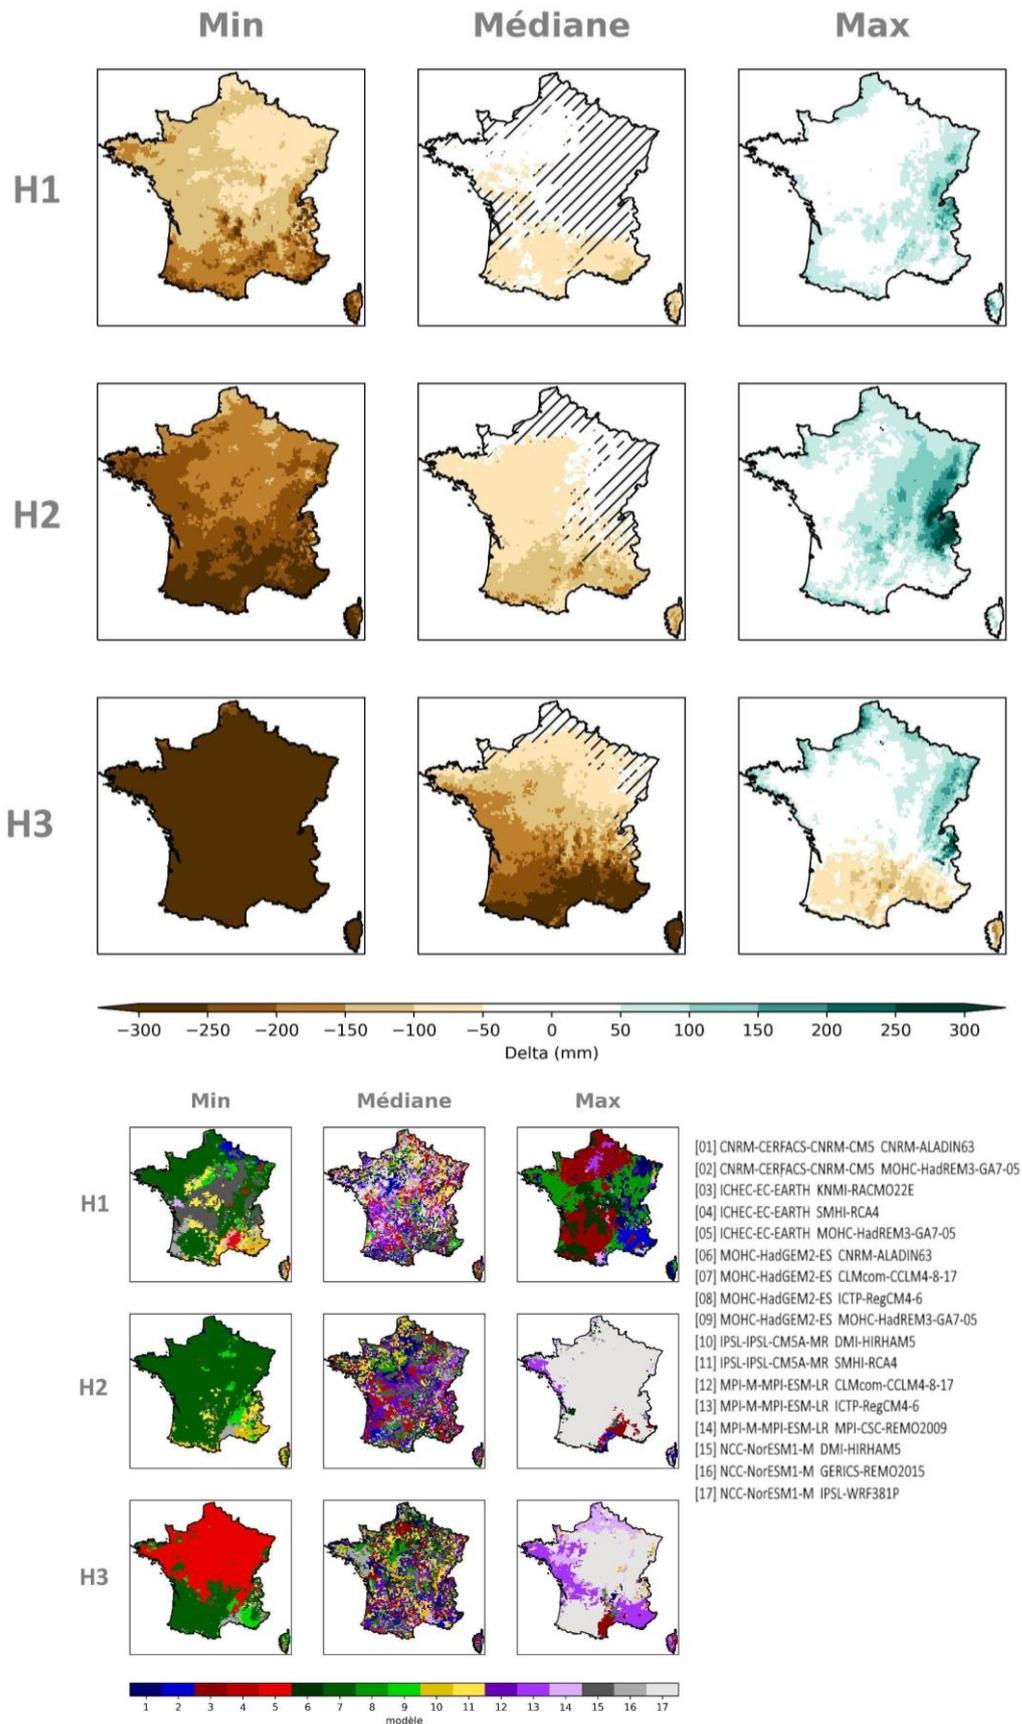 Min Médiane Max
H1
H2
H3
−300 −250 −200 −150 −100 −50 0 50 100 150 200 250 300
Delta (mm)
Min Médiane Max
H1
H2
H3
[01] CNRM-CERFACS-CNRM-CM5 CNRM-ALADIN63
[02] CNRM-CERFACS-CNRM-CM5 MOHC-HadREM3-GA7-05
[03] ICHEC-EC-EARTH KNMI-RACMO22E
[04] ICHEC-EC-EARTH SMHI-RCA4
[05] ICHEC-EC-EARTH MOHC-HadREM3-GA7-05
[06] MOHC-HadGEM2-ES CNRM-ALADIN63
[07] MOHC-HadGEM2-ES CLMcom-CCLM4-8-17
[08] MOHC-HadGEM2-ES ICTP-RegCM4-6
[09] MOHC-HadGEM2-ES MOHC-HadREM3-GA7-05
[10] IPSL-IPSL-CM5A-MR DMI-HIRHAM5
[11] IPSL-IPSL-CM5A-MR SMHI-RCA4
[12] MPI-M-MPI-ESM-LR CLMcom-CCLM4-8-17
[13] MPI-M-MPI-ESM-LR ICTP-RegCM4-6
[14] MPI-M-MPI-ESM-LR MPI-CSC-REMO2009
[15] NCC-NorESM1-M DMI-HIRHAM5
[16] NCC-NorESM1-M GERICS-REMO2015
[17] NCC-NorESM1-M IPSL-WRF381P
1 2 3 4 5 6 7 8 9 10 11 12 13 14 15 16 17
modèle